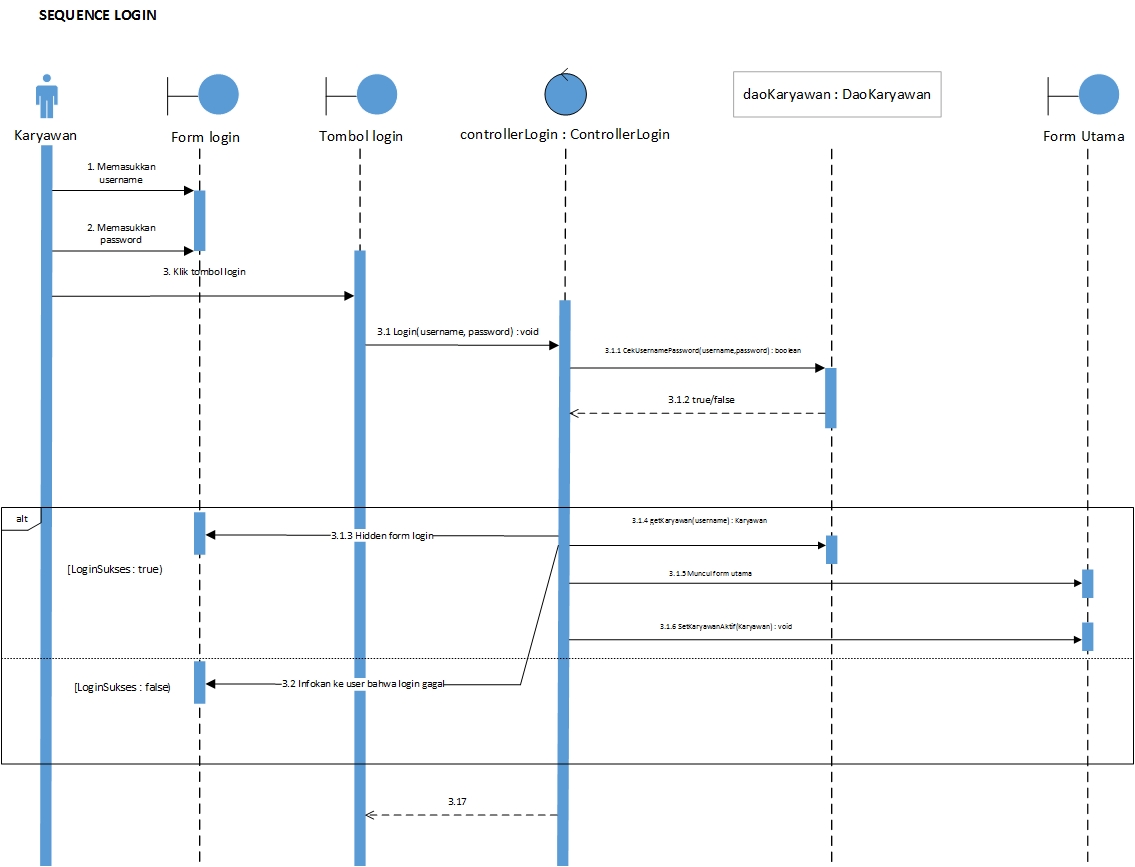 SEQUENCE LOGIN
Karyawan
Form login
Tombol login
controllerLogin : ControllerLogin
daoKaryawan : DaoKaryawan
Form Utama
1. Memasukkan
username
2. Memasukkan
password
3. Klik tombol login
3.1 Login(username, password) : void
3.1.1 CekUsernamePassword(username,password) : boolean
3.1.2 true/false
alt
3.1.4 getKaryawan(username) : Karyawan
3.1.3 Hidden form login
[LoginSukses : true)
3.1.5 Muncul form utama
3.1.6 SetKaryawanAktif(Karyawan) : void
[LoginSukses : false)
3.2 Infokan ke user bahwa login gagal
3.17